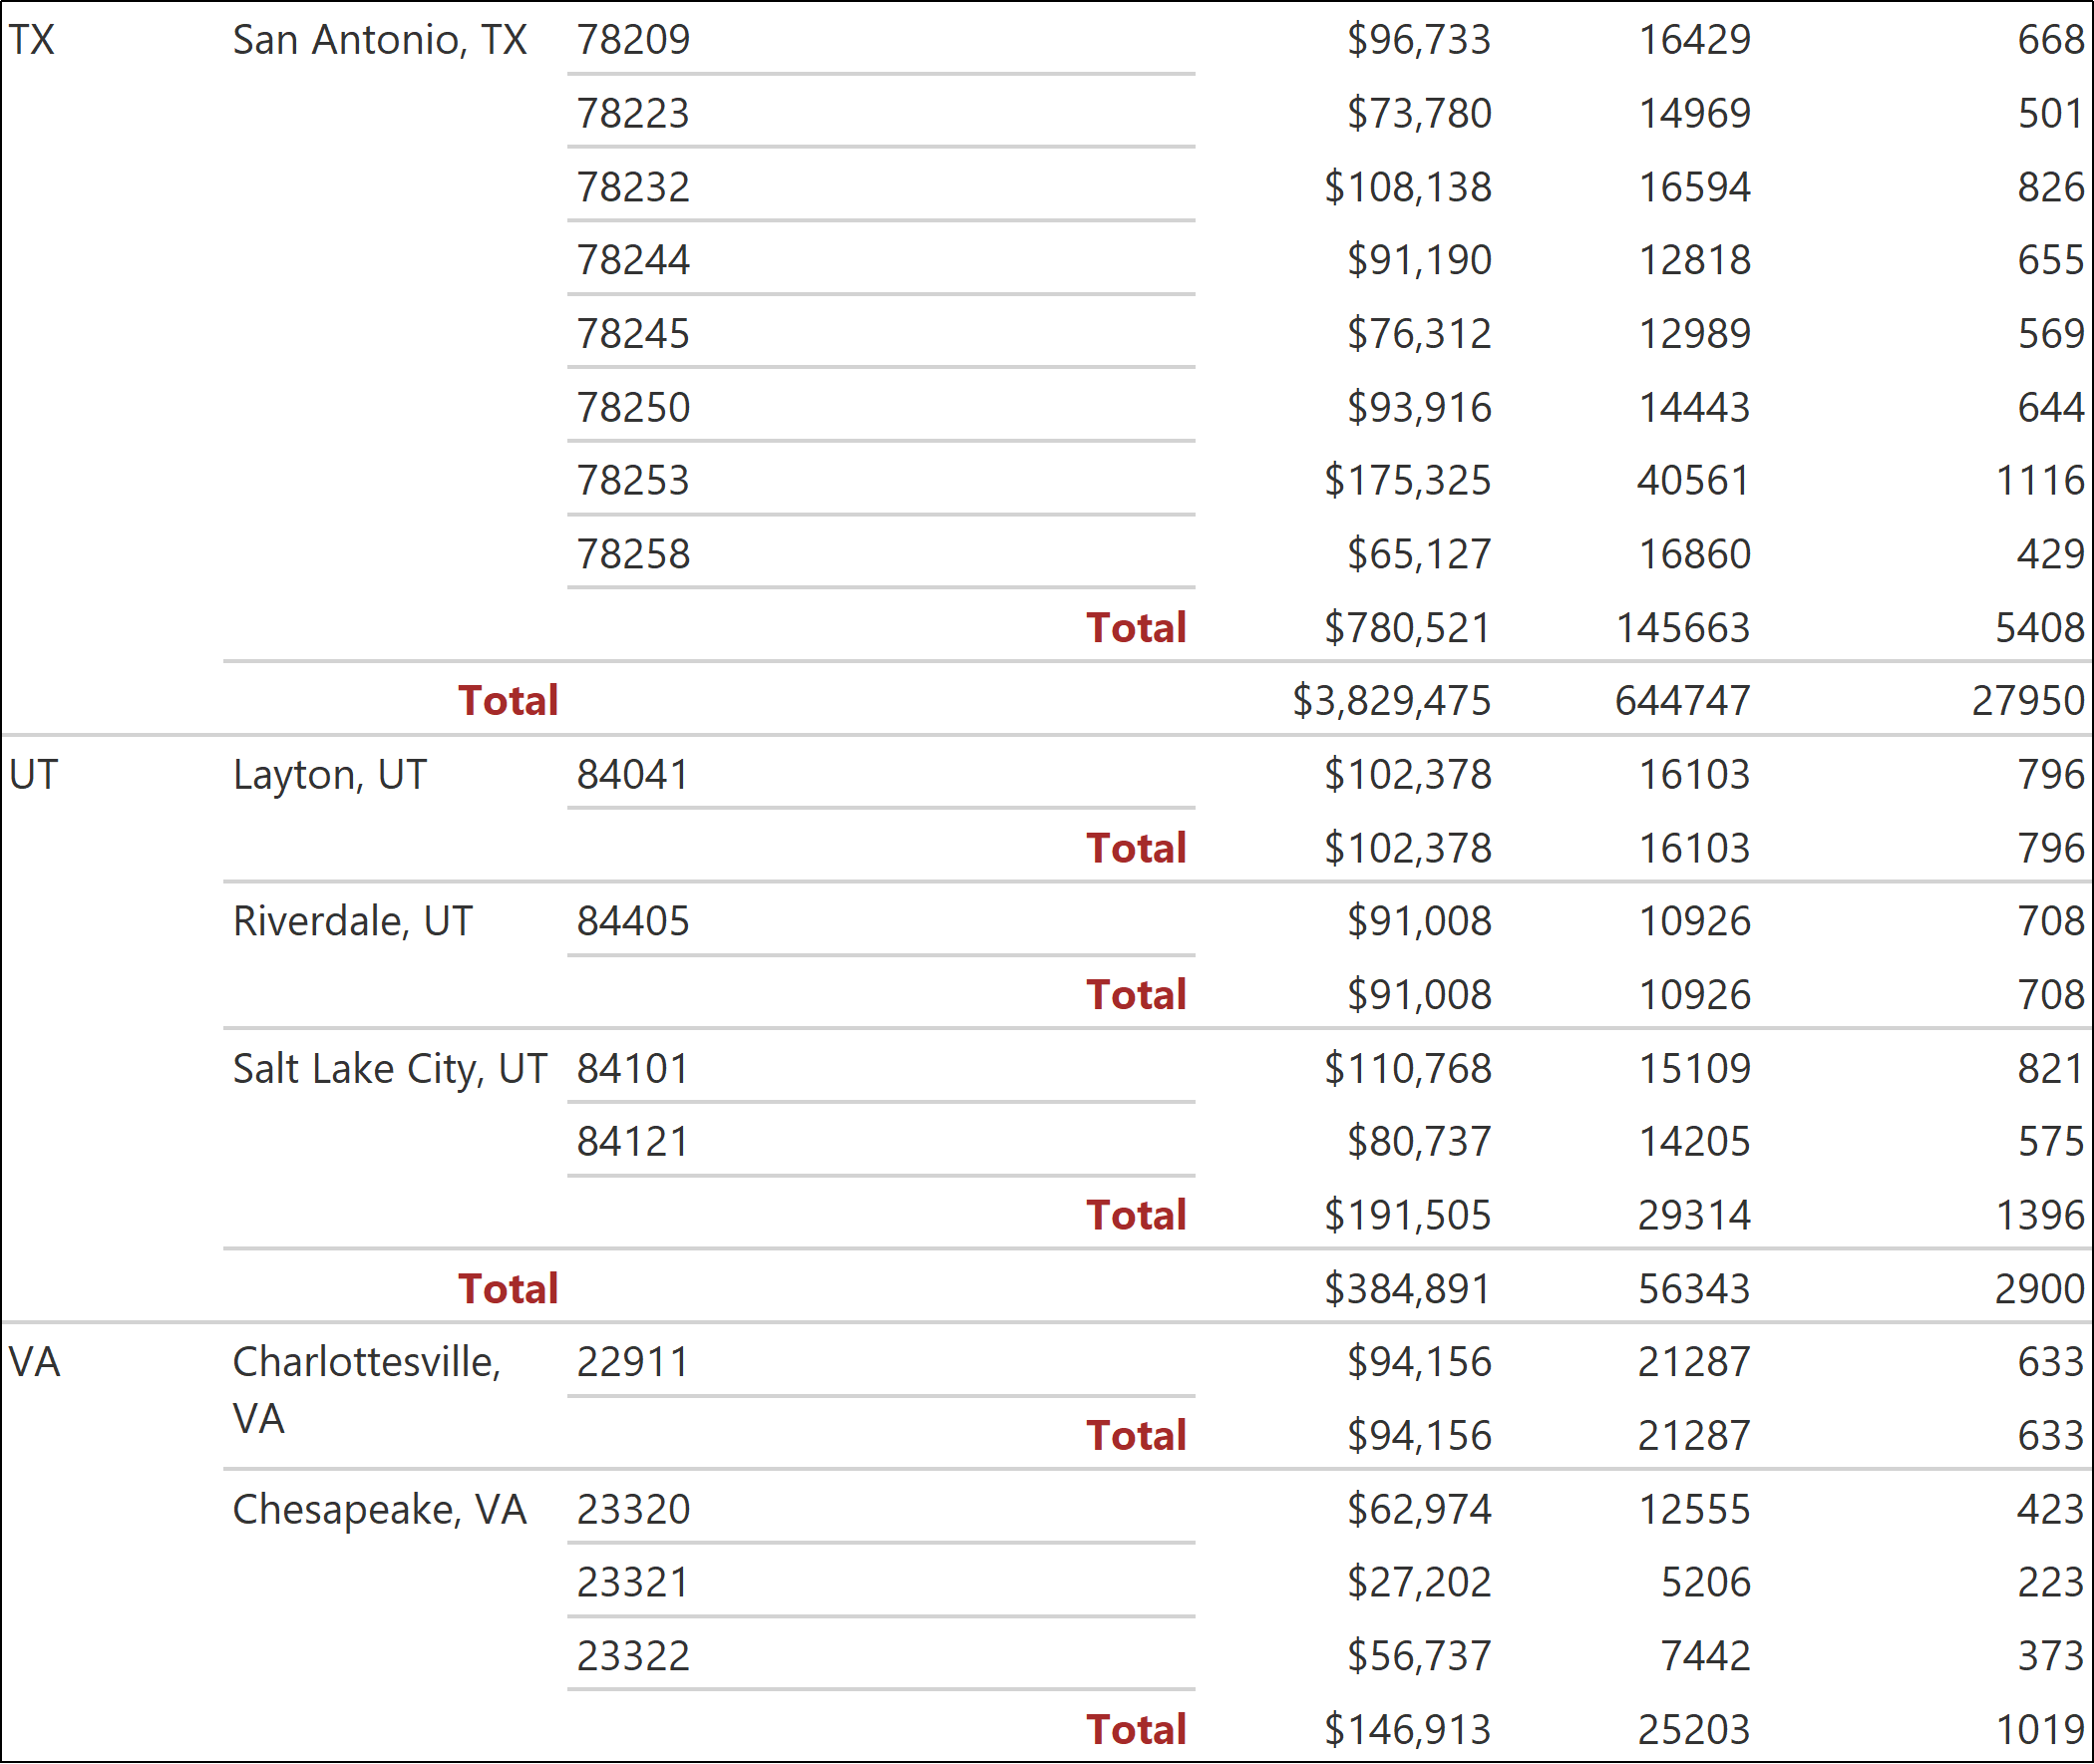 TX San Antonio, TX 78209 $96,733 16429 668
78223 $73,780 14969 501
78232 $108,138 16594 826
78244 $91,190 12818 655
78245 $76,312 12989 569
78250 $93,916 14443 644
78253 $175,325 40561 1116
78258 $65,127 16860 429
Total $780,521 145663 5408
Total $3,829,475 644747 27950
UT Layton, UT 84041 $102,378 16103 796
Total $102,378 16103 796
Riverdale, UT 84405 $91,008 10926 708
Total $91,008 10926 708
Salt Lake City, UT 84101 $110,768 15109 821
84121 $80,737 14205 575
Total $191,505 29314 1396
Total $384,891 56343 2900
VA Charlottesville, 22911 $94,156 21287 633
VA Total $94,156 21287 633
Chesapeake, VA 23320 $62,974 12555 423
23321 $27,202 5206 223
23322 $56,737 7442 373
Total $146,913 25203 1019